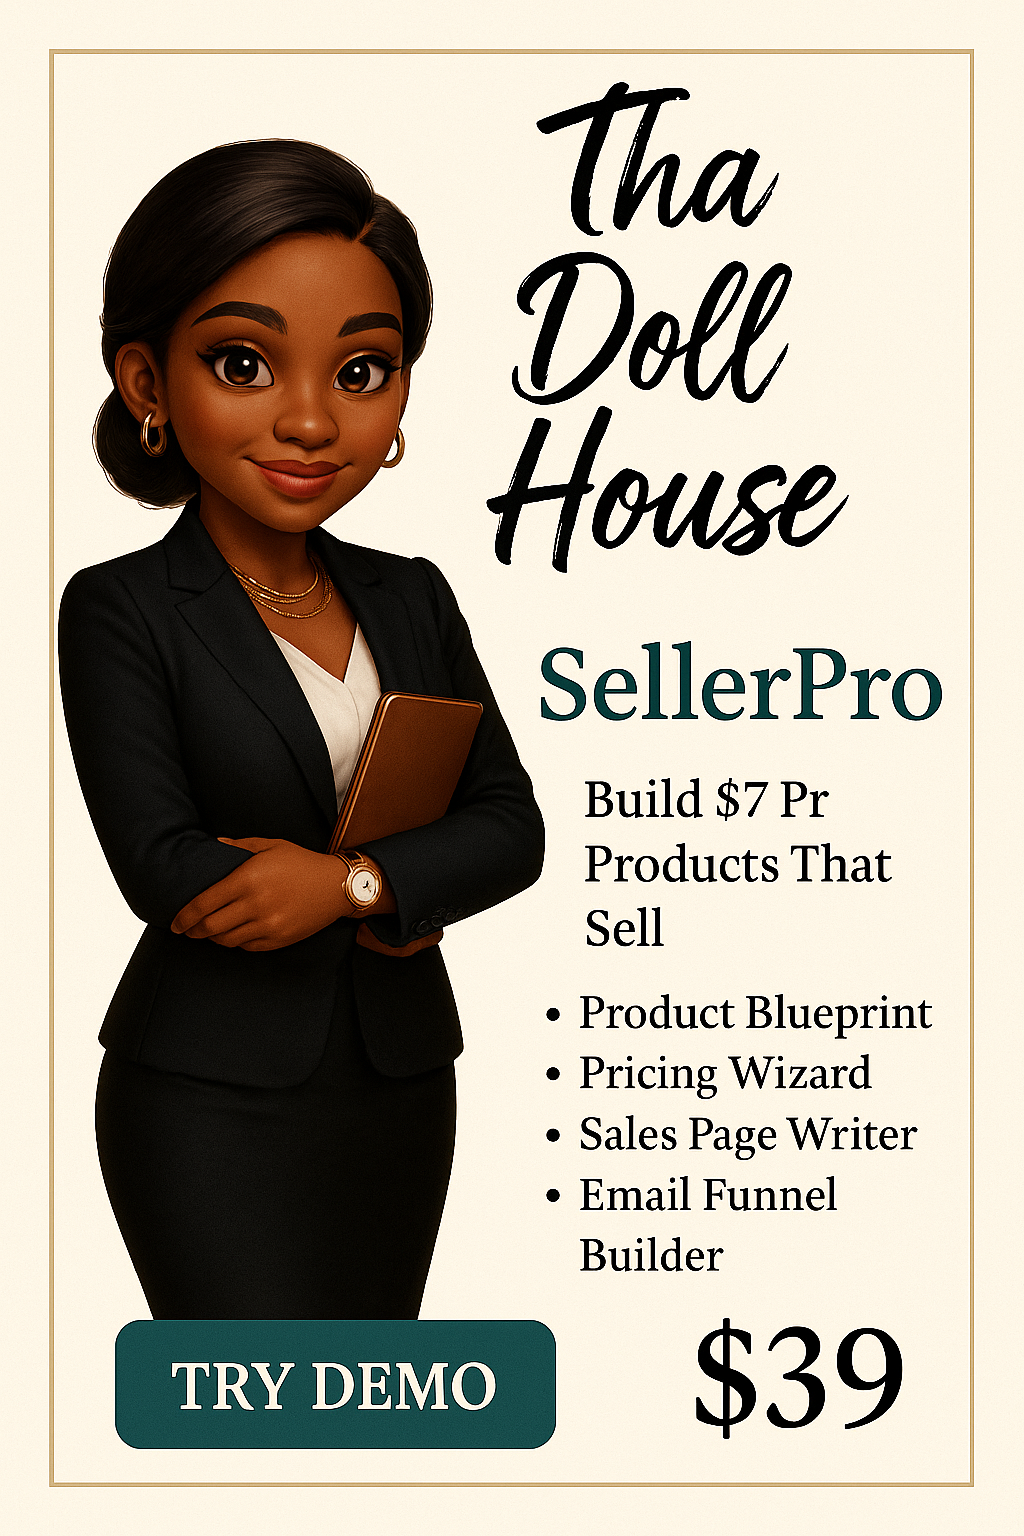 Tha
Doll
House
SellerPro
Build $7 Pr
Products That
Sell
• Product Blueprint
• Pricing Wizard
• Sales Page Writer
• Email Funnel
Builder
TRY DEMO
$39